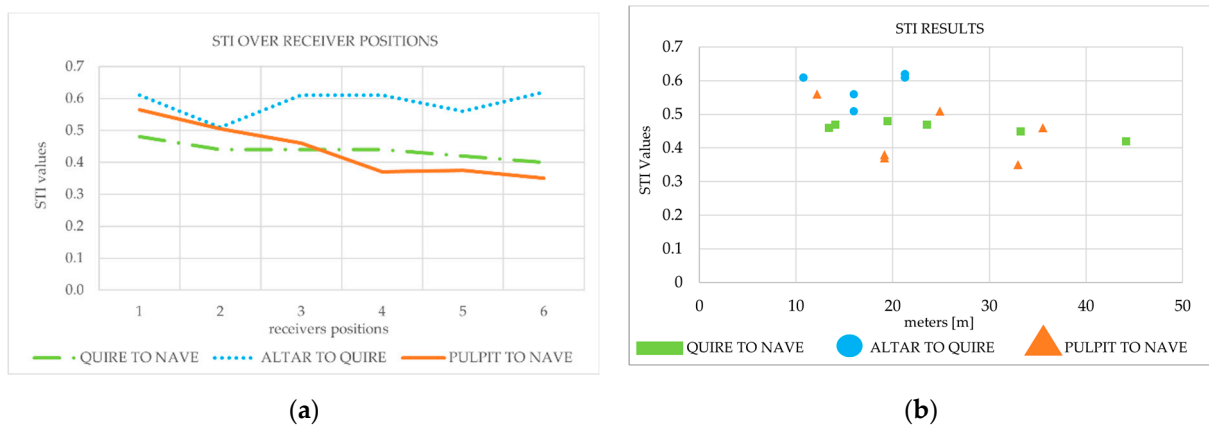 STI OVER RECEIVER POSITIONS
STI values
0.7
0.6
0.5
0.4
0.3
0.2
0.1
0.0
1 2 3 4 5 6
receivers positions
QUIRE TO NAVE ALTAR TO QUIRE PULPIT TO NAVE
(a)
STI RESULTS
STI Values
0.7
0.6
0.5
0.4
0.3
0.2
0.1
0
0 10 20 30 40 50
meters [m]
QUIRE TO NAVE ALTAR TO QUIRE PULPIT TO NAVE
(b)